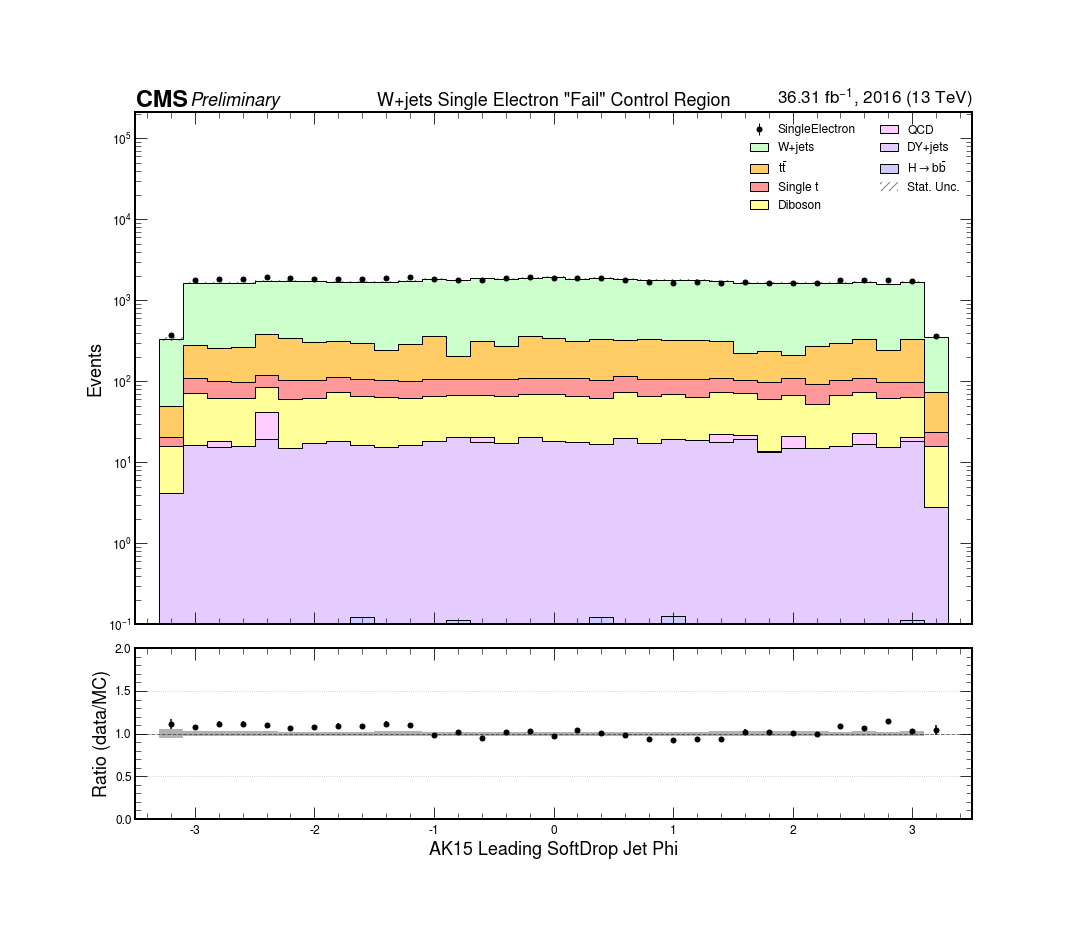 CMS Preliminary W+jets Single Electron "Fail" Control Region 36.31 fb⁻¹, 2016 (13 TeV)
SingleElectron
W+jets
tt̄
Single t
Diboson
QCD
DY+jets
H→bb̄
Stat. Unc.
10⁵
10⁴
10³
10²
10¹
10⁰
10⁻¹
Events
2.0
1.5
1.0
0.5
0.0
Ratio (data/MC)
-3 -2 -1 0 1 2 3
AK15 Leading SoftDrop Jet Phi